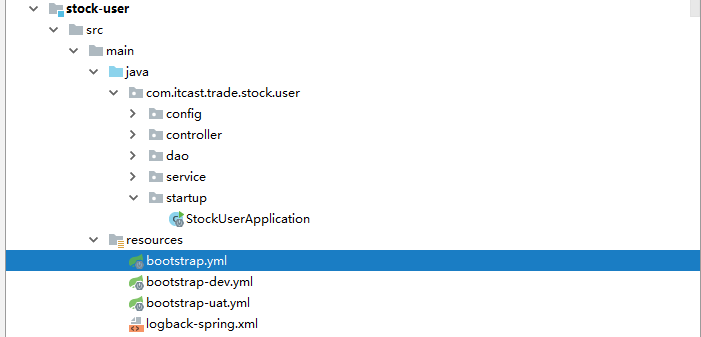 stock-user
src
main
java
com.itcast.trade.stock.user
config
controller
dao
service
startup
StockUserApplication
resources
bootstrap.yml
bootstrap-dev.yml
bootstrap-uat.yml
logback-spring.xml